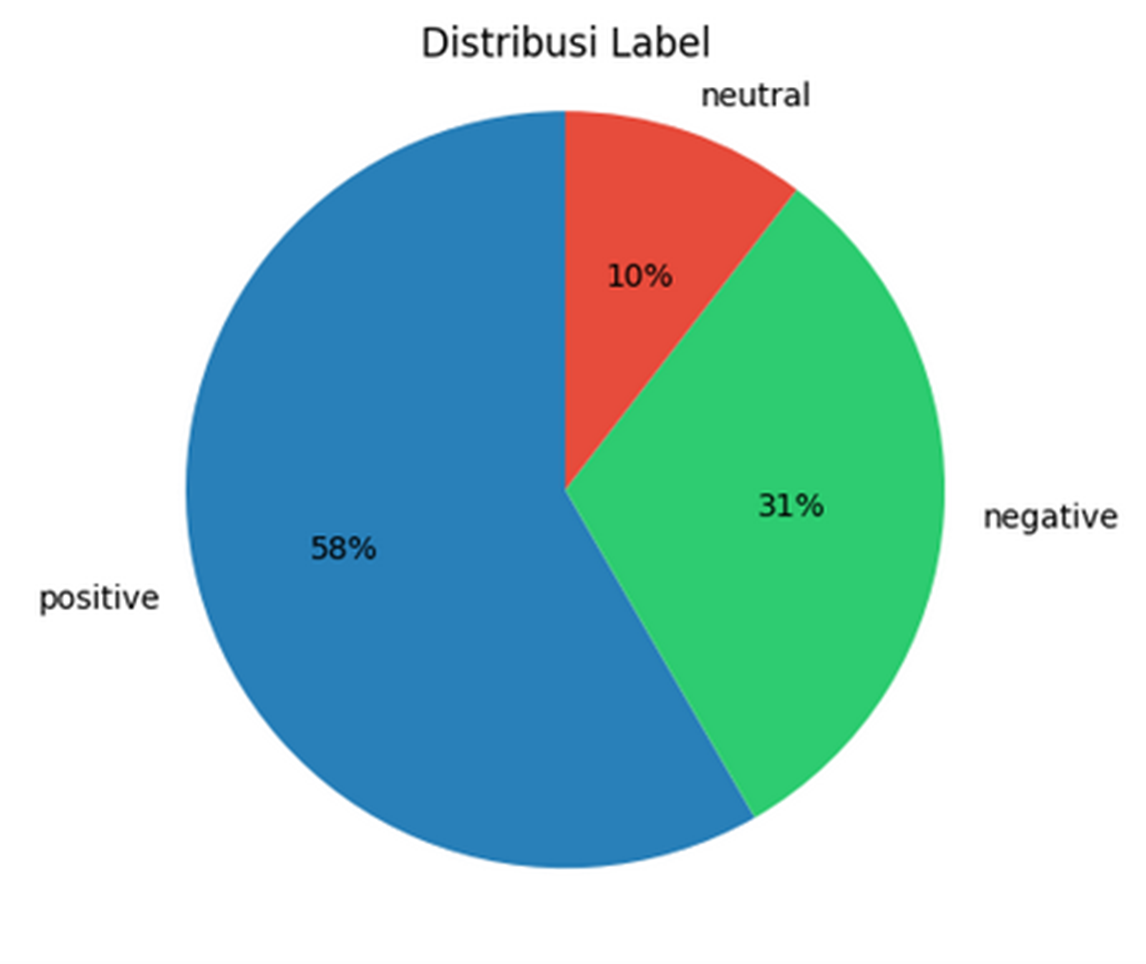 Distribusi Label
neutral
10%
31%
negative
58%
positive